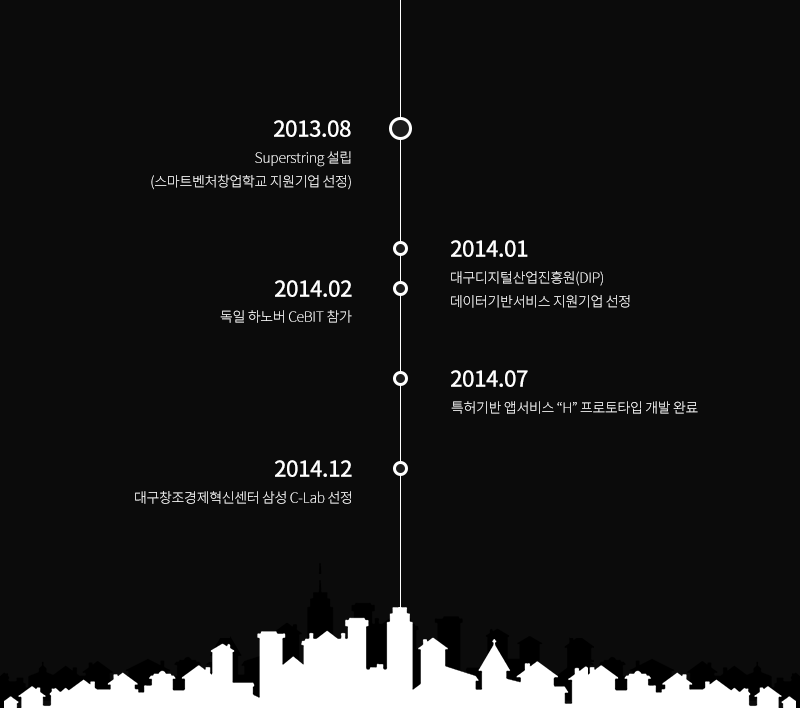 2013.08
Superstring 설립
(스마트벤처창업학교 지원기업 선정)
2014.01
대구디지털산업진흥원(DIP)
데이터기반서비스 지원기업 선정
2014.02
독일 하노버 CeBIT 참가
2014.07
특허기반 앱서비스 “H” 프로토타입 개발 완료
2014.12
대구창조경제혁신센터 삼성 C-Lab 선정